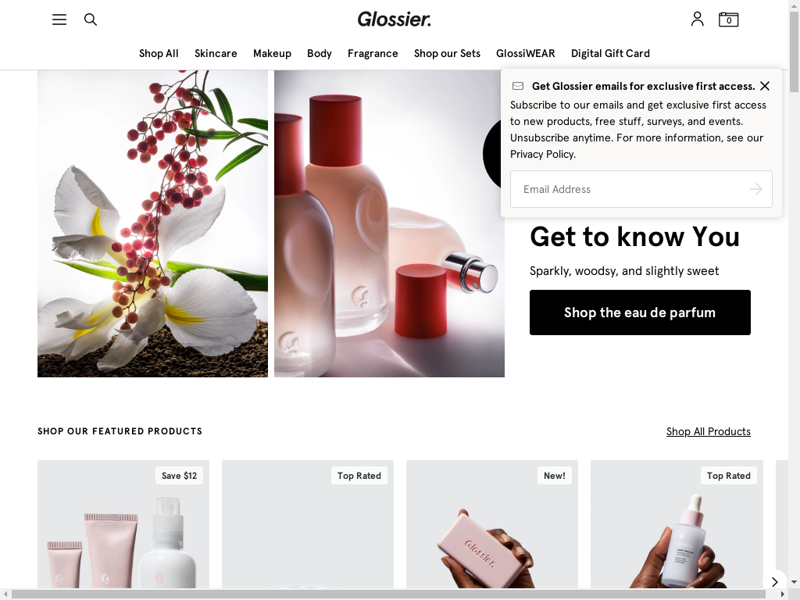 Glossier.
0
Shop All Skincare Makeup Body Fragrance Shop our Sets GlossiWEAR Digital Gift Card
Get Glossier emails for exclusive first access.
Subscribe to our emails and get exclusive first access
to new products, free stuff, surveys, and events.
Unsubscribe anytime. For more information, see our
Privacy Policy.
Email Address
Get to know You
Sparkly, woodsy, and slightly sweet
Shop the eau de parfum
SHOP OUR FEATURED PRODUCTS
Shop All Products
Save $12
Top Rated
New!
Top Rated
Glossier.